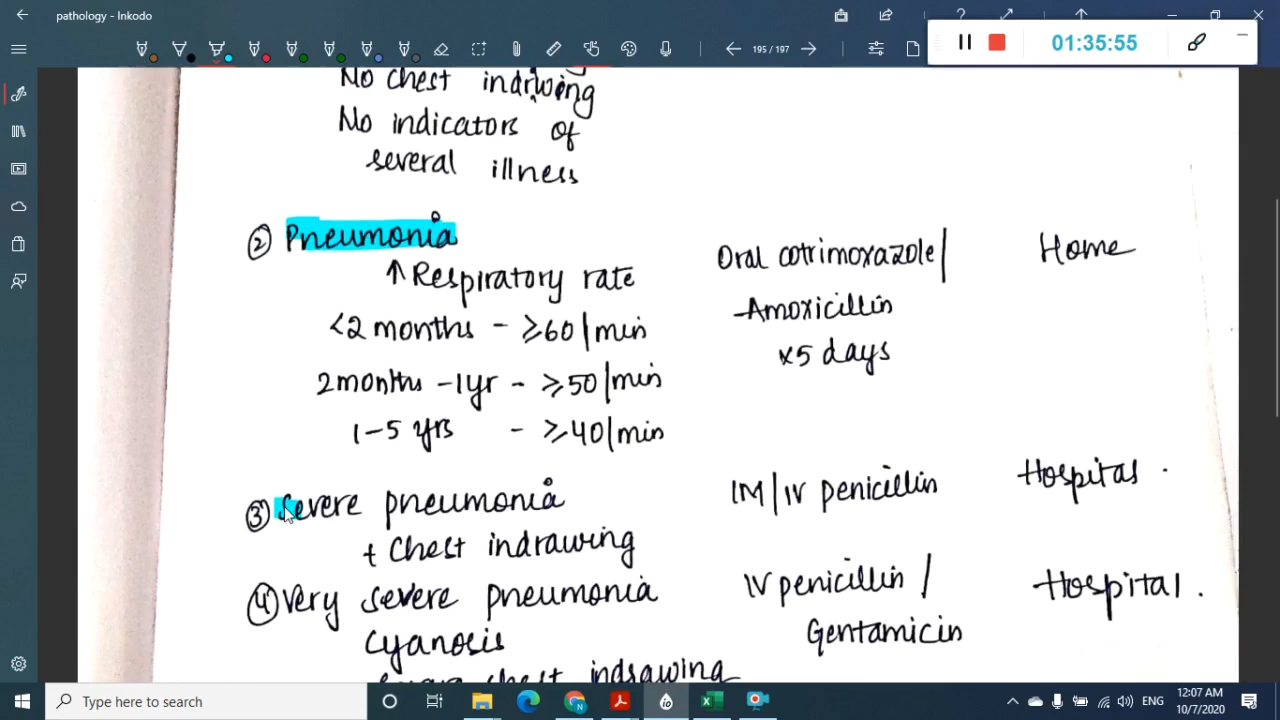 pathology - Inkodo
195 / 197
01:35:55
No chest indrwing
No indicators of
several illness
② Pneumonia
↑ Respiratory rate
<2 months - ≥60/min
2months -1yr - ≥50/min
1-5 yrs - ≥40/min
Oral cotrimoxazole/
Amoxicillin
x5 days
Home
③ Severe pneumonia
+ Chest indrawing
IM/IV penicillin
Hospital .
④ Very severe pneumonia
cyanosis
IV penicillin /
Gentamicin
Hospital .
chest indrawing
Type here to search
ENG
12:07 AM
10/7/2020